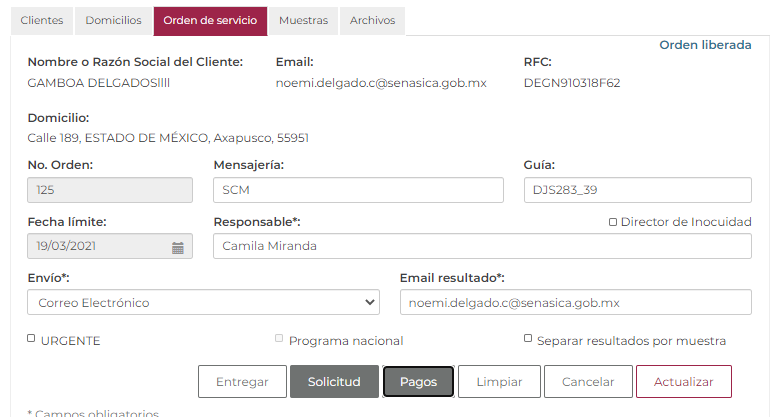 Clientes Domicilios Orden de servicio Muestras Archivos
Orden liberada
Nombre o Razón Social del Cliente: Email: RFC:
GAMBOA DELGADOSllll noemi.delgado.c@senasica.gob.mx DEGN910318F62
Domicilio:
Calle 189, ESTADO DE MÉXICO, Axapusco, 55951
No. Orden: Mensajería: Guía:
125 SCM DJS283_39
Fecha límite: Responsable*: Director de Inocuidad
19/03/2021 Camila Miranda
Envío*: Email resultado*:
Correo Electrónico noemi.delgado.c@senasica.gob.mx
URGENTE Programa nacional Separar resultados por muestra
Entregar Solicitud Pagos Limpiar Cancelar Actualizar
* Campos obligatorios